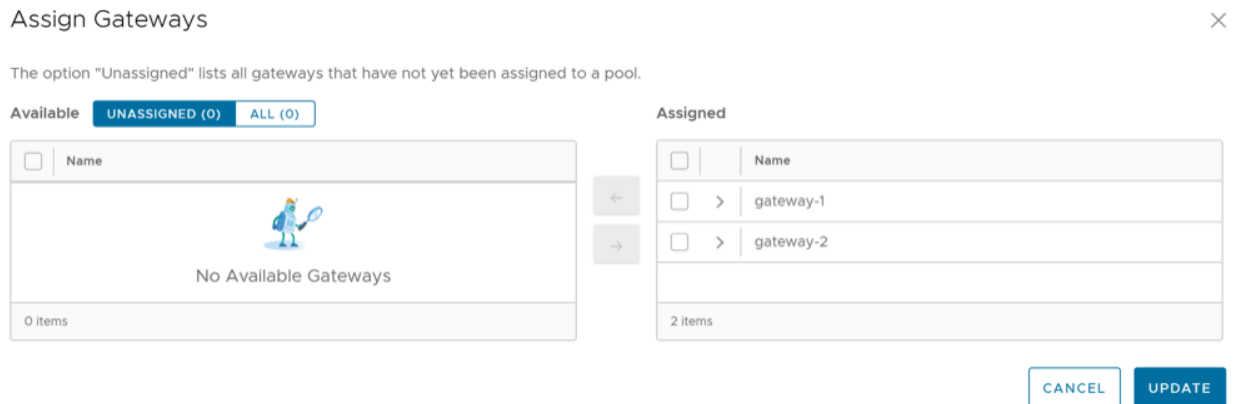 Assign Gateways
The option "Unassigned" lists all gateways that have not yet been assigned to a pool.
Available UNASSIGNED (0) ALL (0)
Name
No Available Gateways
0 items
Assigned
Name
gateway-1
gateway-2
2 items
CANCEL UPDATE